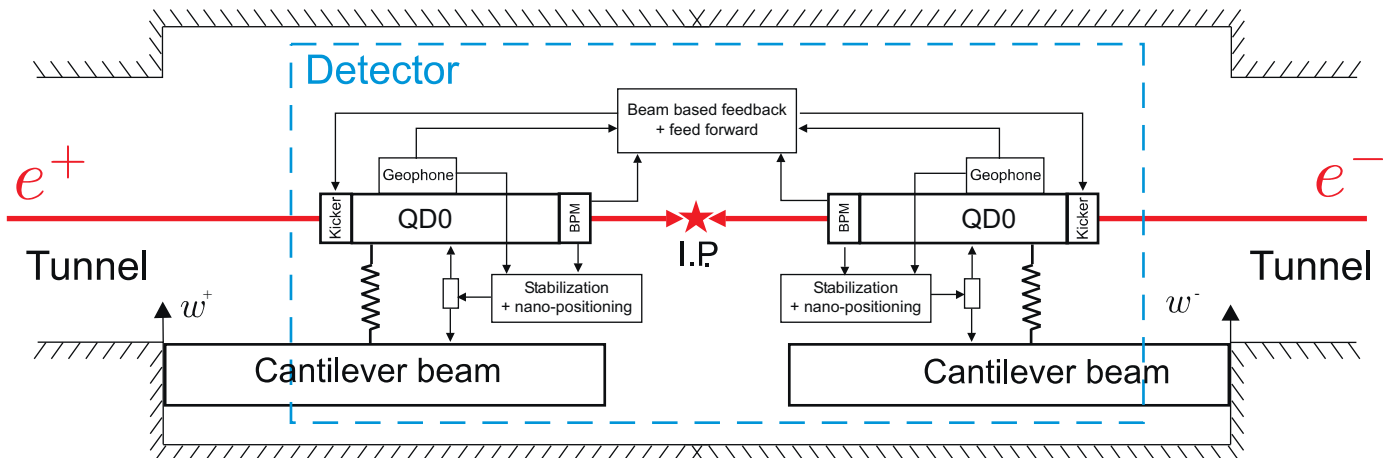 Detector
Beam based feedback
+ feed forward
e+
e−
Geophone
Geophone
Kicker
QD0
BPM
BPM
QD0
Kicker
I.P.
Tunnel
Tunnel
Stabilization
+ nano-positioning
Stabilization
+ nano-positioning
w+
w-
Cantilever beam
Cantilever beam